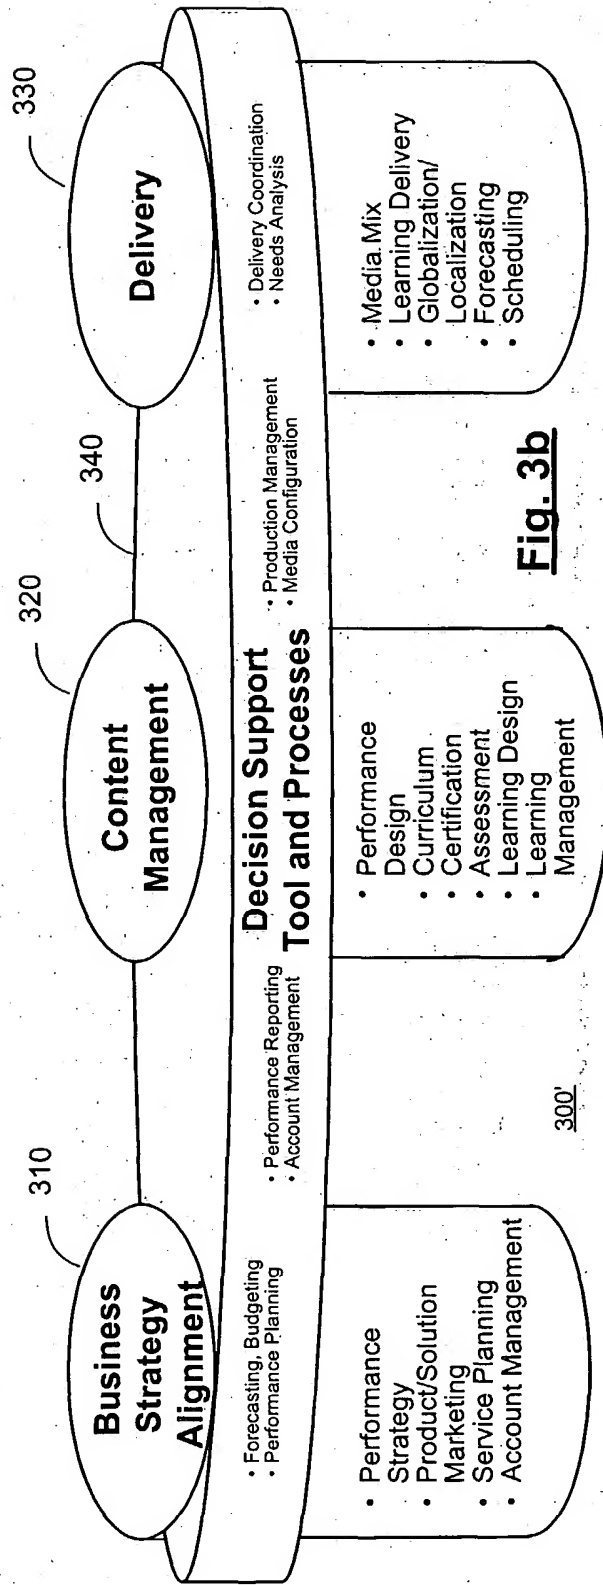 310
320
340
330
Business
Strategy
Alignment
Content
Management
Delivery
• Forecasting, Budgeting
• Performance Planning
• Performance Reporting
• Account Management
Decision Support
Tool and Processes
• Production Management
• Media Configuration
• Delivery Coordination
• Needs Analysis
• Performance
Strategy
• Product/Solution
Marketing
• Service Planning
• Account Management
• Performance
Design
• Curriculum
• Certification
• Assessment
• Learning Design
• Learning
Management
• Media Mix
• Learning Delivery
• Globalization/
Localization
• Forecasting
• Scheduling
300'
Fig. 3b